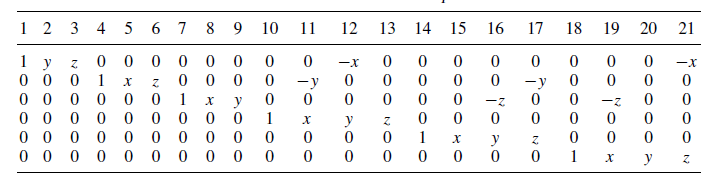 1 2 3 4 5 6 7 8 9 10 11 12 13 14 15 16 17 18 19 20 21
1 y z 0 0 0 0 0 0 0 0 −x 0 0 0 0 0 0 0 0 −x
0 0 0 1 x z 0 0 0 0 −y 0 0 0 0 0 −y 0 0 0 0
0 0 0 0 0 0 1 x y 0 0 0 0 0 0 −z 0 0 −z 0 0
0 0 0 0 0 0 0 0 0 1 x y z 0 0 0 0 0 0 0 0
0 0 0 0 0 0 0 0 0 0 0 0 0 1 x y z 0 0 0 0
0 0 0 0 0 0 0 0 0 0 0 0 0 0 0 0 0 1 x y z